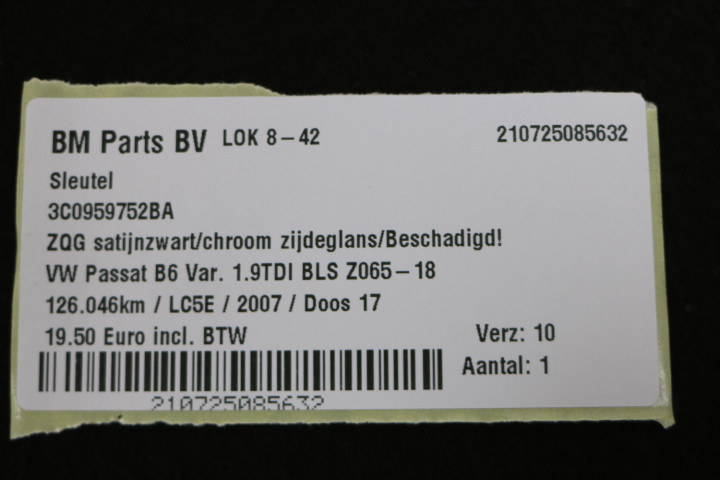 BM Parts BV LOK 8-42 210725085632
Sleutel
3C0959752BA
ZQG satijnzwart/chroom zijdeglans/Beschadigd!
VW Passat B6 Var. 1.9TDI BLS Z065-18
126.046km / LC5E / 2007 / Doos 17
19.50 Euro incl. BTW Verz: 10
Aantal: 1
210725085632